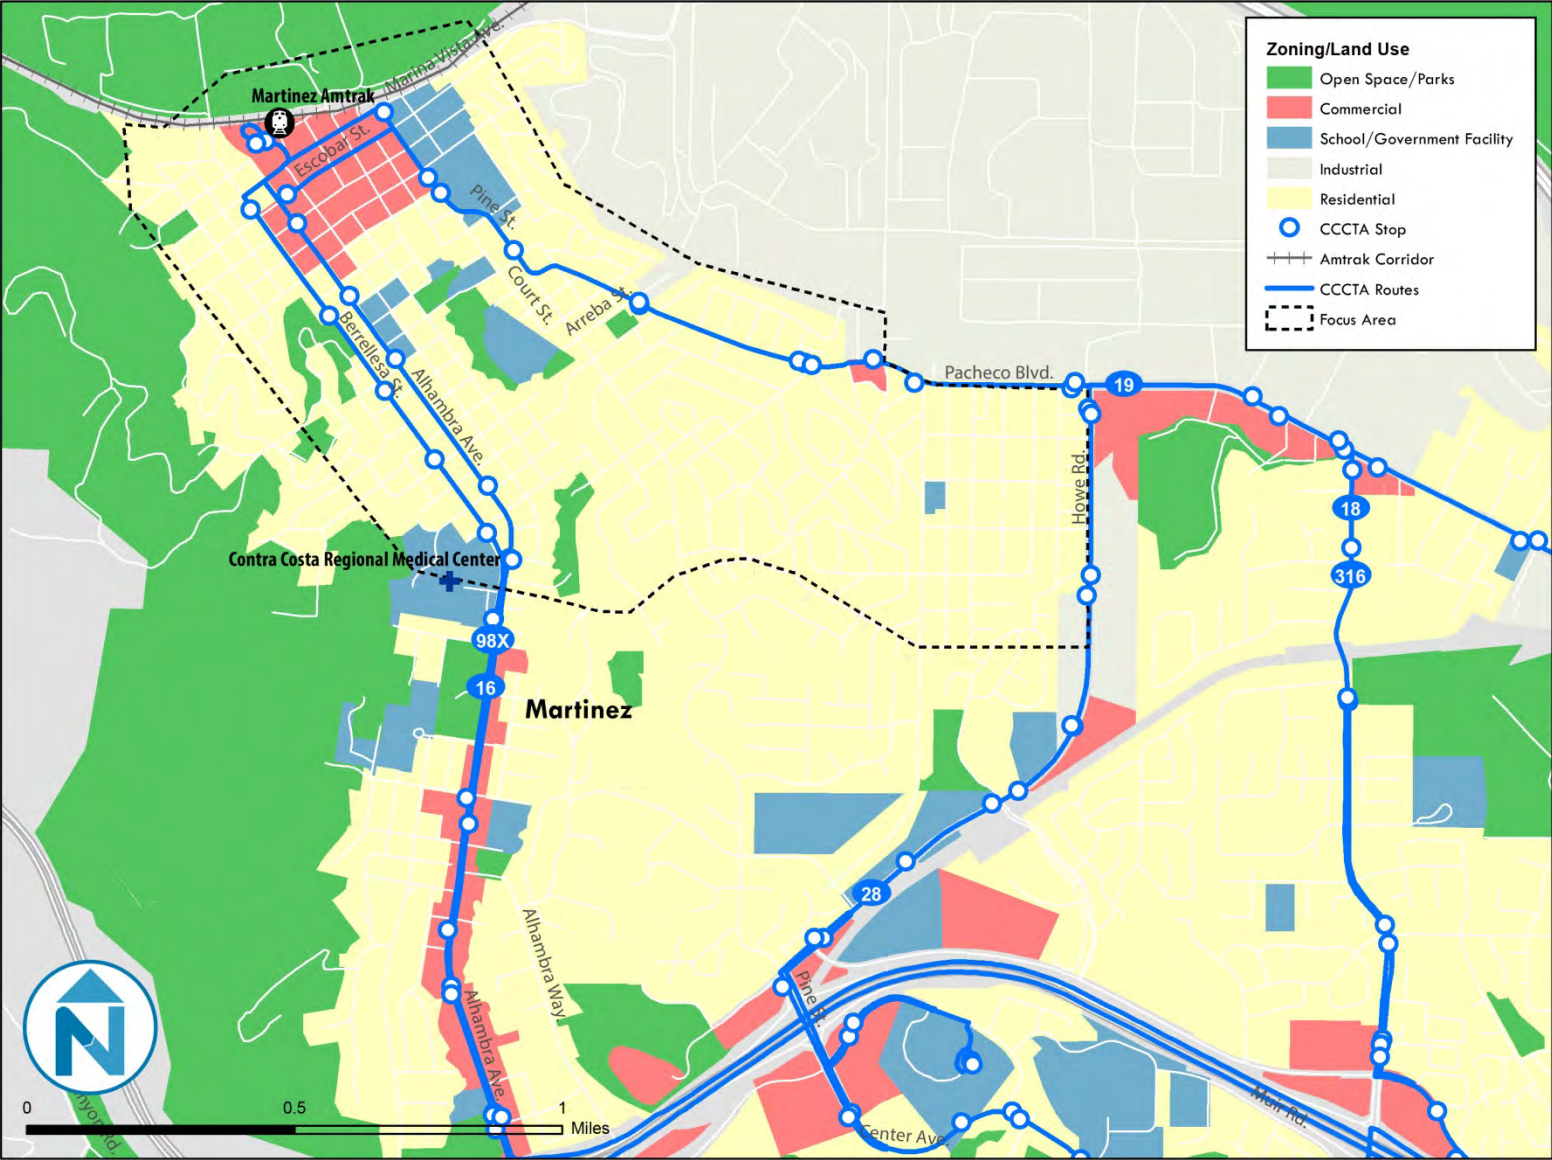 Zoning/Land Use
Open Space/Parks
Commercial
School/Government Facility
Industrial
Residential
CCCTA Stop
Amtrak Corridor
CCCTA Routes
Focus Area
Marina Vista Ave.
Martinez Amtrak
Escobar St.
Pine St.
Court St.
Arreba St.
Berrellesa St.
Alhambra Ave.
Pacheco Blvd.
19
Howe Rd.
18
316
Contra Costa Regional Medical Center
98X
16
Martinez
28
Alhambra Way
Pine St.
Alhambra Ave.
N
Muir Rd.
Center Ave.
nyon Rd.
0
0.5
1
Miles